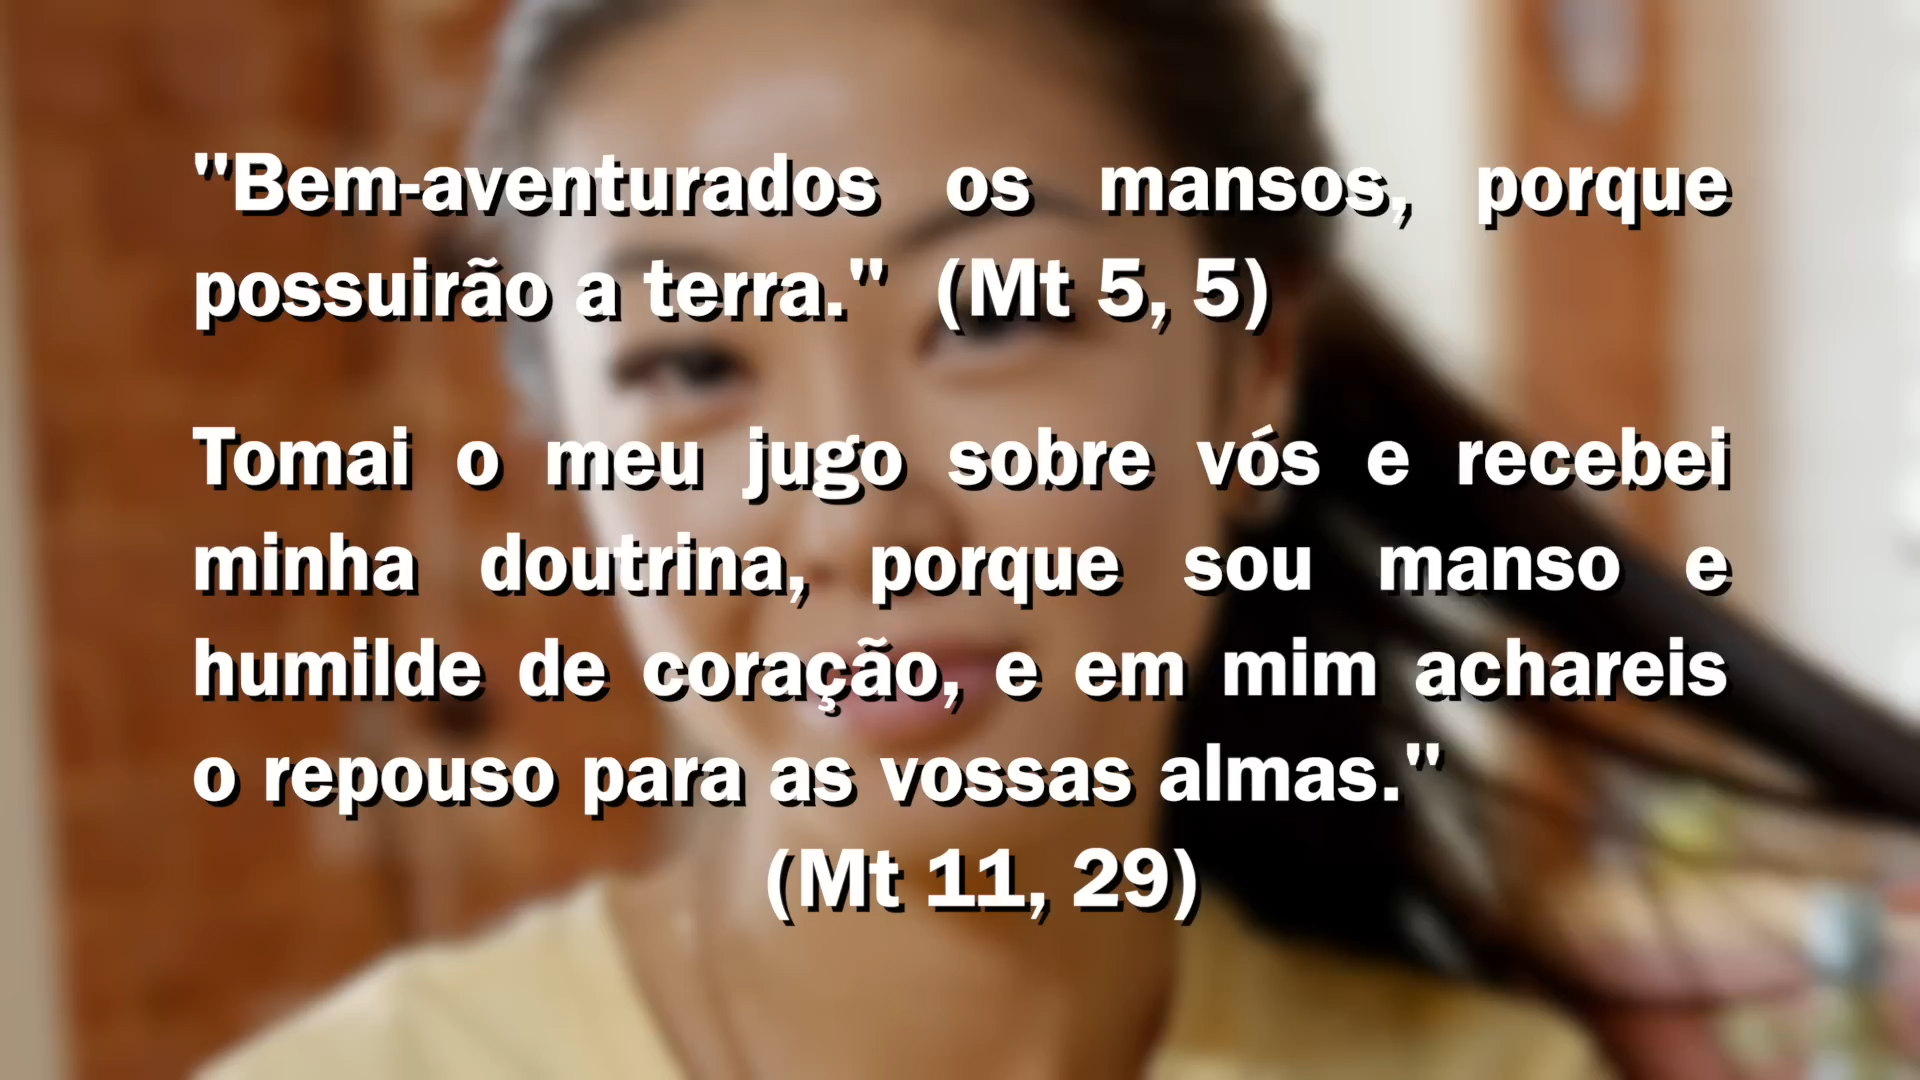 "Bem-aventurados os mansos, porque
possuirão a terra." (Mt 5, 5)
Tomai o meu jugo sobre vós e recebei
minha doutrina, porque sou manso e
humilde de coração, e em mim achareis
o repouso para as vossas almas."
(Mt 11, 29)